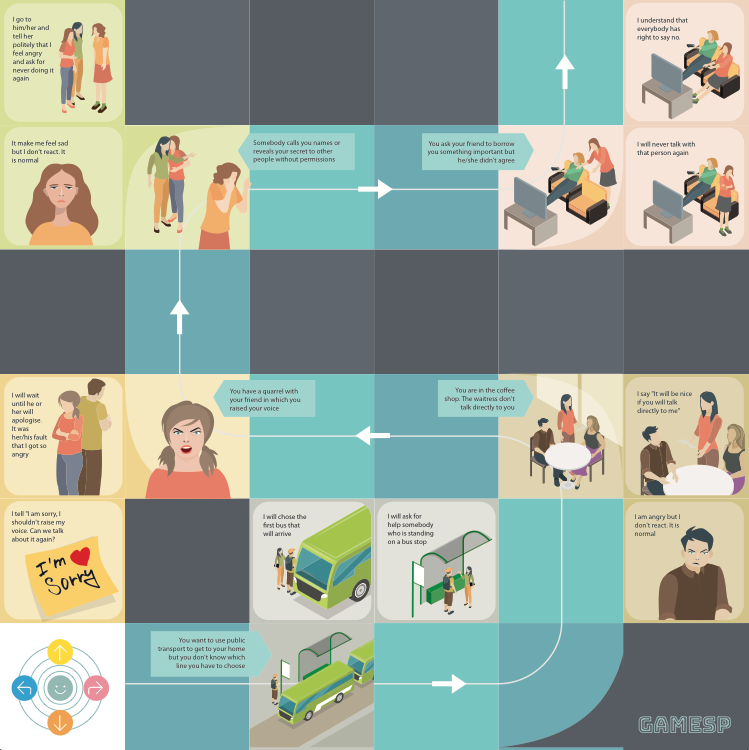 I go to
him/her and
tell her
politely that I
feel angry
and ask for
never doing it
again
I understand that
everybody has
right to say no.
It make me feel sad
but I don't react. It
is normal
Somebody calls you names or
reveals your secret to other
people without permissions
You ask your friend to borrow
you something important but
he/she didn't agree
I will never talk with
that person again
I will wait
until he or
her will
apologise.
It was
her/his fault
that I got so
angry
You have a quarrel with
your friend in which you
raised your voice
You are in the coffee
shop. The waitress don't
talk directly to you
I say "It will be nice
if you will talk
directly to me"
I tell "I am sorry, I
shouldn't raise my
voice. Can we talk
about it again?
I'm
Sorry
I will chose the
first bus that
will arrive
I will ask for
help somebody
who is standing
on a bus stop
I am angry but I
don't react. It is
normal
You want to use public
transport to get to your home
but you don't know which
line you have to choose
GAMESP